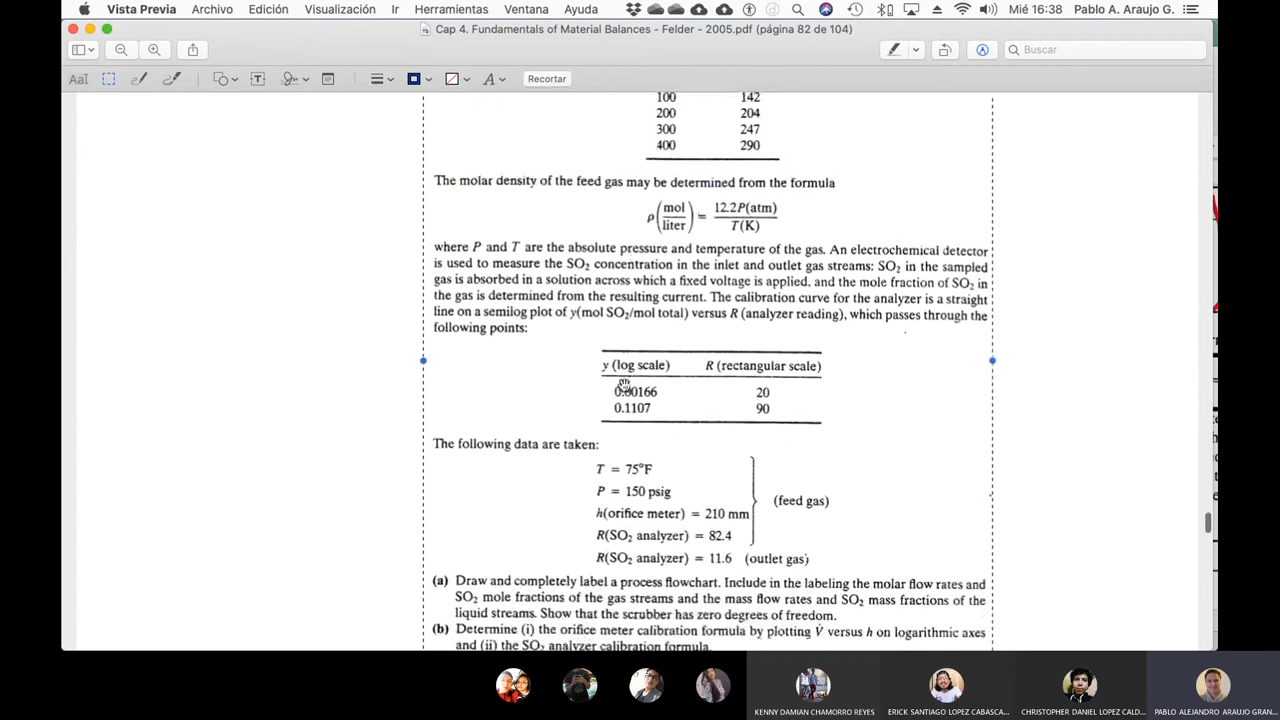 Vista Previa Archivo Edición Visualización Ir Herramientas Ventana Ayuda Mié 16:38 Pablo A. Araujo G.
Cap 4. Fundamentals of Material Balances - Felder - 2005.pdf (página 82 de 104)
Buscar
AaI Recortar
100 142
200 204
300 247
400 290
The molar density of the feed gas may be determined from the formula
ρ(mol/liter) = 12.2P(atm)/T(K)
where P and T are the absolute pressure and temperature of the gas. An electrochemical detector
is used to measure the SO₂ concentration in the inlet and outlet gas streams: SO₂ in the sampled
gas is absorbed in a solution across which a fixed voltage is applied, and the mole fraction of SO₂ in
the gas is determined from the resulting current. The calibration curve for the analyzer is a straight
line on a semilog plot of y(mol SO₂/mol total) versus R (analyzer reading), which passes through the
following points:
y (log scale) R (rectangular scale)
0.00166 20
0.1107 90
The following data are taken:
T = 75°F
P = 150 psig
(feed gas)
h(orifice meter) = 210 mm
R(SO₂ analyzer) = 82.4
R(SO₂ analyzer) = 11.6 (outlet gas)
(a) Draw and completely label a process flowchart. Include in the labeling the molar flow rates and
SO₂ mole fractions of the gas streams and the mass flow rates and SO₂ mass fractions of the
liquid streams. Show that the scrubber has zero degrees of freedom.
(b) Determine (i) the orifice meter calibration formula by plotting V̇ versus h on logarithmic axes
and (ii) the SO₂ analyzer calibration formula.
KENNY DAMIAN CHAMORRO REYES ERICK SANTIAGO LOPEZ CABASCA... CHRISTOPHER DANIEL LOPEZ CALD... PABLO ALEJANDRO ARAUJO GRAN...